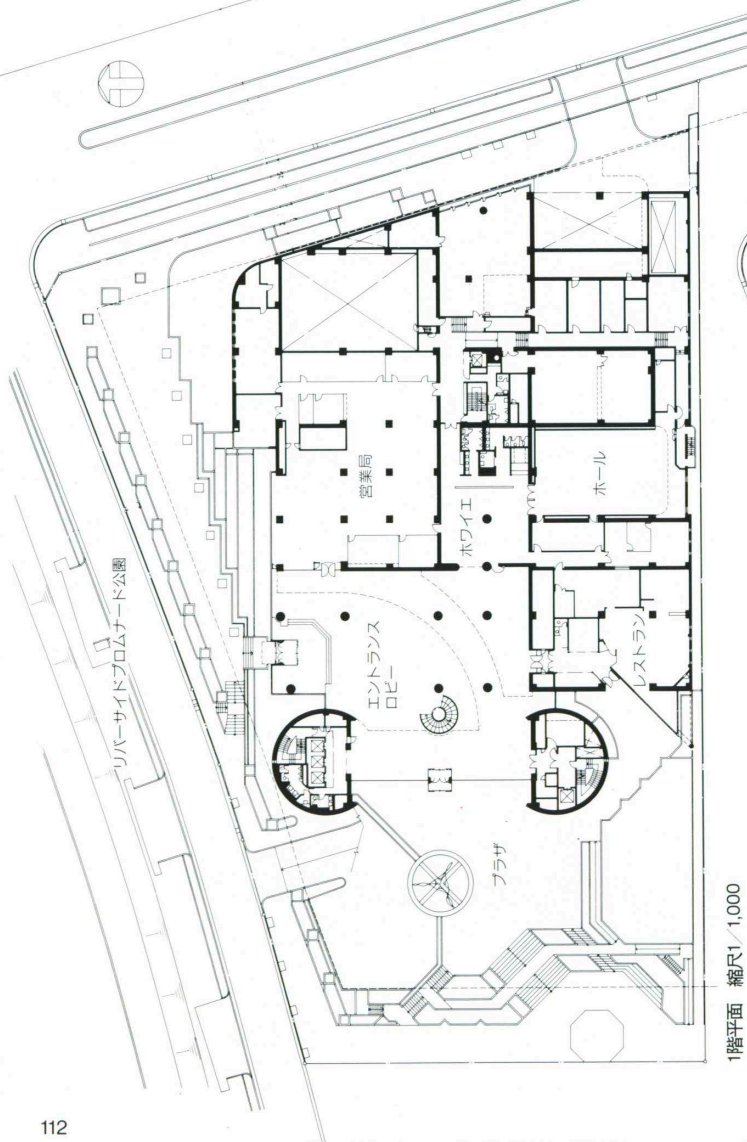 リバーサイドプロムナード公園
営業局
ホワイエ
ホール
エントランス
ロビー
レストラン
プラザ
1階平面 縮尺1/1,000
112